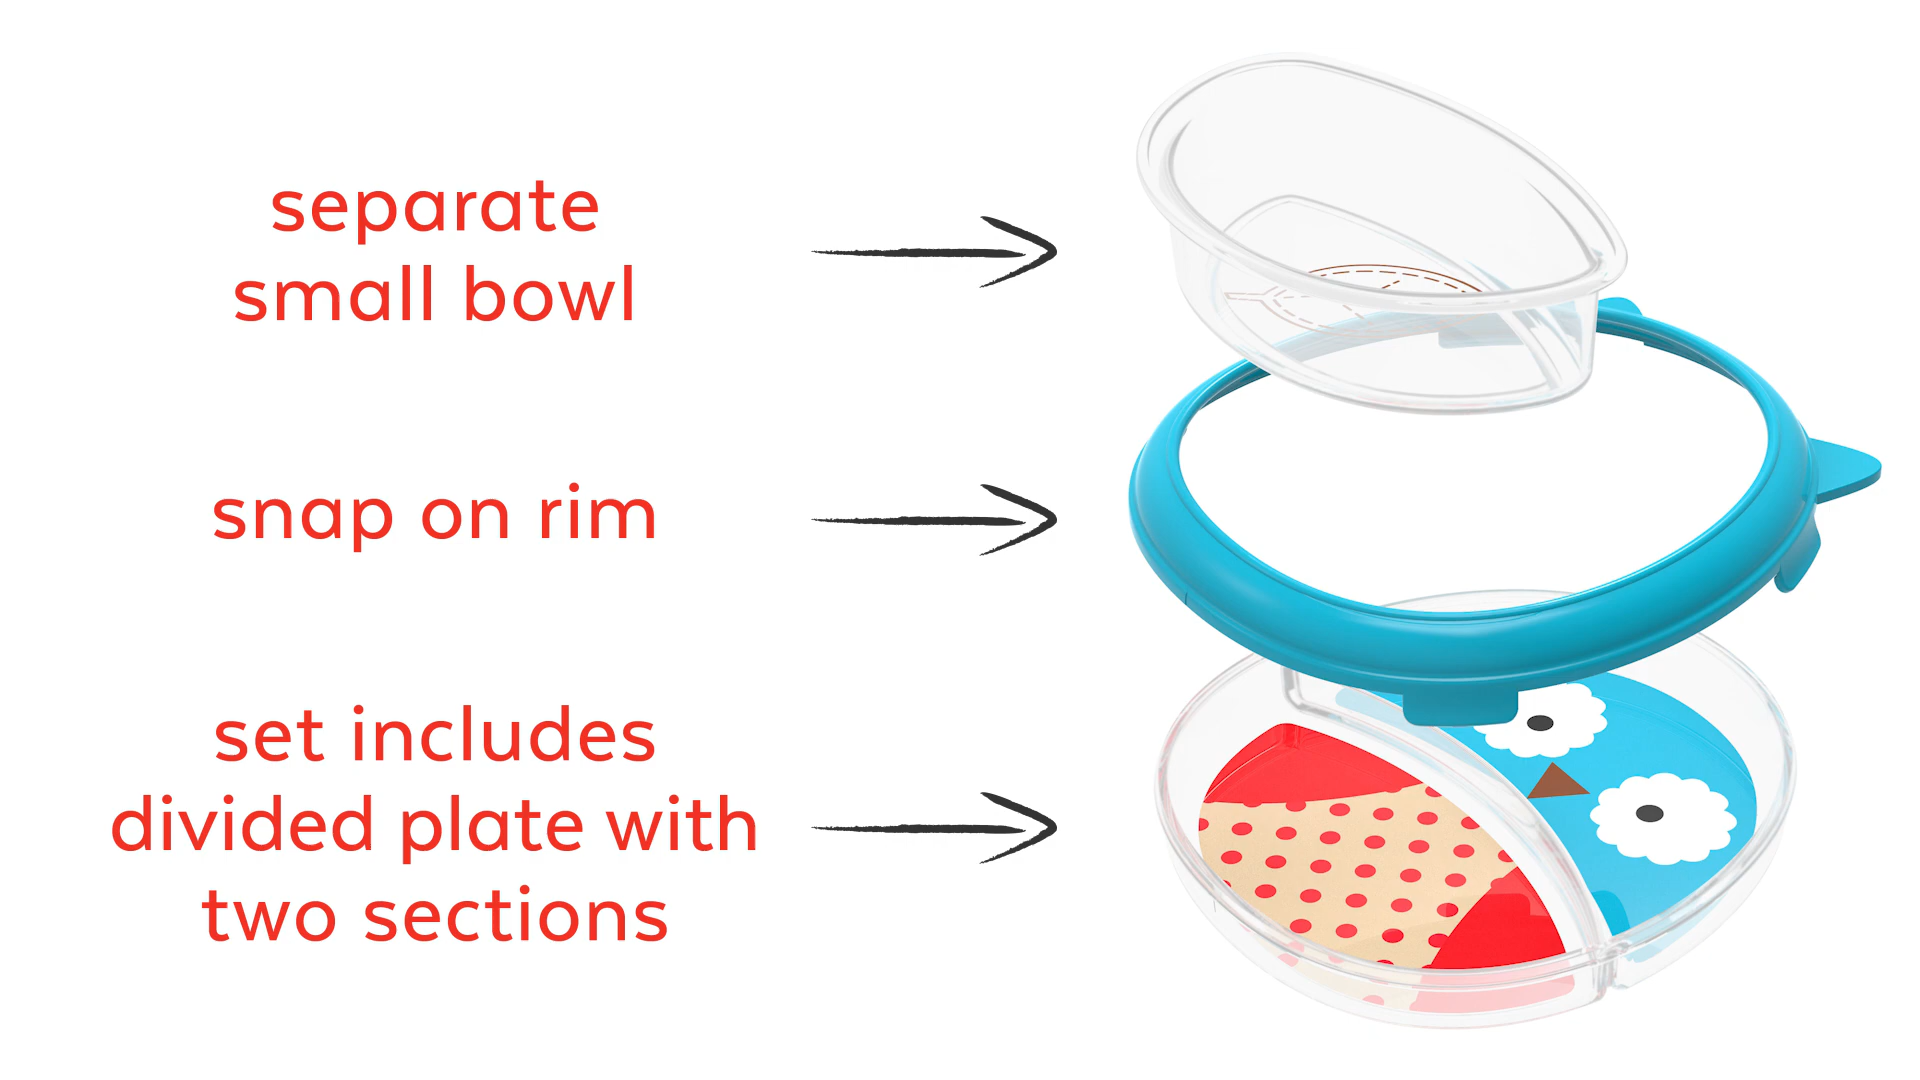 separate
small bowl
snap on rim
set includes
divided plate with
two sections